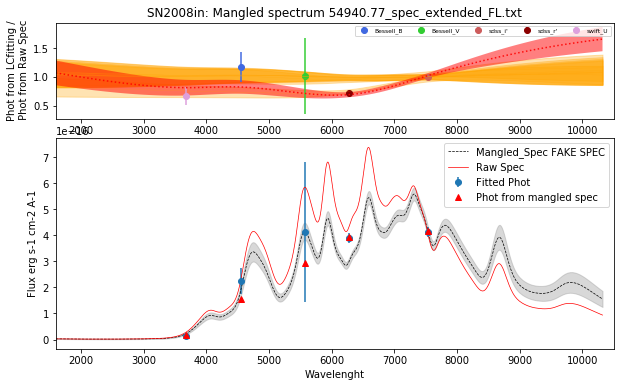 SN2008in: Mangled spectrum 54940.77_spec_extended_FL.txt
Phot from LCfitting /
Phot from Raw Spec
1.5
1.0
0.5
Bessell_B
Bessell_V
sdss_i'
sdss_r'
swift_U
2000 3000 4000 5000 6000 7000 8000 9000 10000
1e−16
Flux erg s-1 cm-2 A-1
7
6
5
4
3
2
1
0
Mangled_Spec FAKE SPEC
Raw Spec
Fitted Phot
Phot from mangled spec
2000 3000 4000 5000 6000 7000 8000 9000 10000
Wavelenght